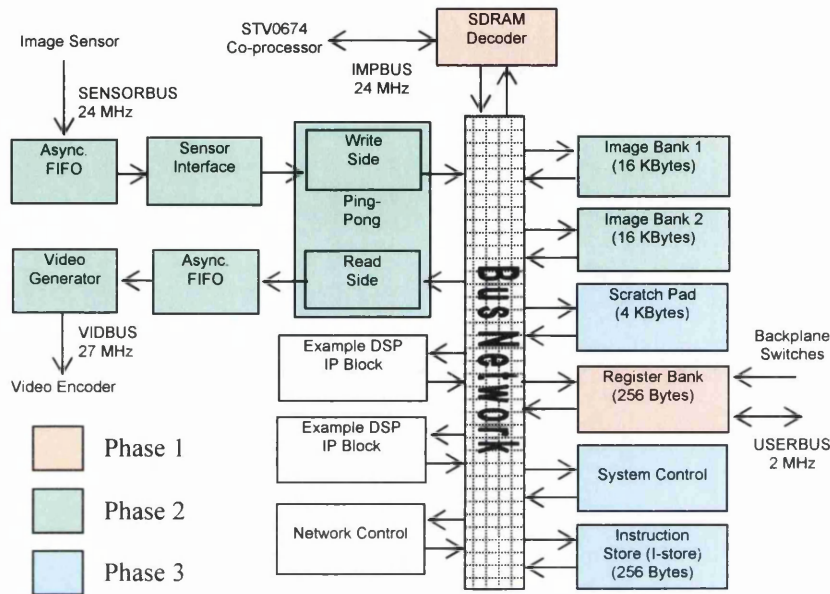 Image Sensor
SENSORBUS
24 MHz
STV0674
Co-processor
IMPBUS
24 MHz
SDRAM
Decoder
Async.
FIFO
Sensor
Interface
Write
Side
Ping-
Pong
Read
Side
Video
Generator
Async.
FIFO
VIDBUS
27 MHz
Video Encoder
Example DSP
IP Block
Example DSP
IP Block
Network Control
Bus Network
Image Bank 1
(16 KBytes)
Image Bank 2
(16 KBytes)
Scratch Pad
(4 KBytes)
Register Bank
(256 Bytes)
Backplane
Switches
USERBUS
2 MHz
System Control
Instruction
Store (I-store)
(256 Bytes)
Phase 1
Phase 2
Phase 3